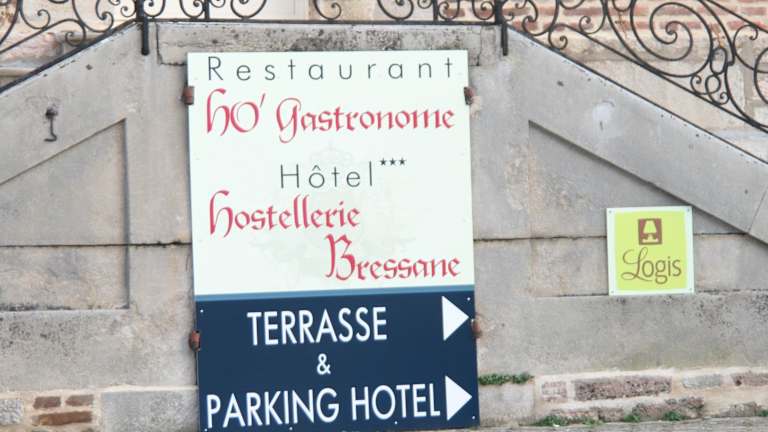 Restaurant
hO' Gastronome
Hôtel***
hostellerie
Bressane
TERRASSE
&
PARKING HOTEL
Logis